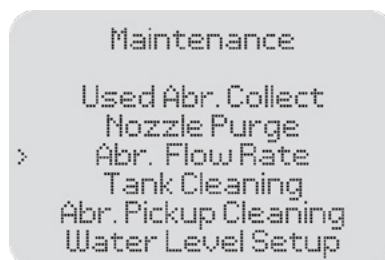 Maintenance
Used Abr. Collect
Nozzle Purge
> Abr. Flow Rate
Tank Cleaning
Abr. Pickup Cleaning
Water Level Setup